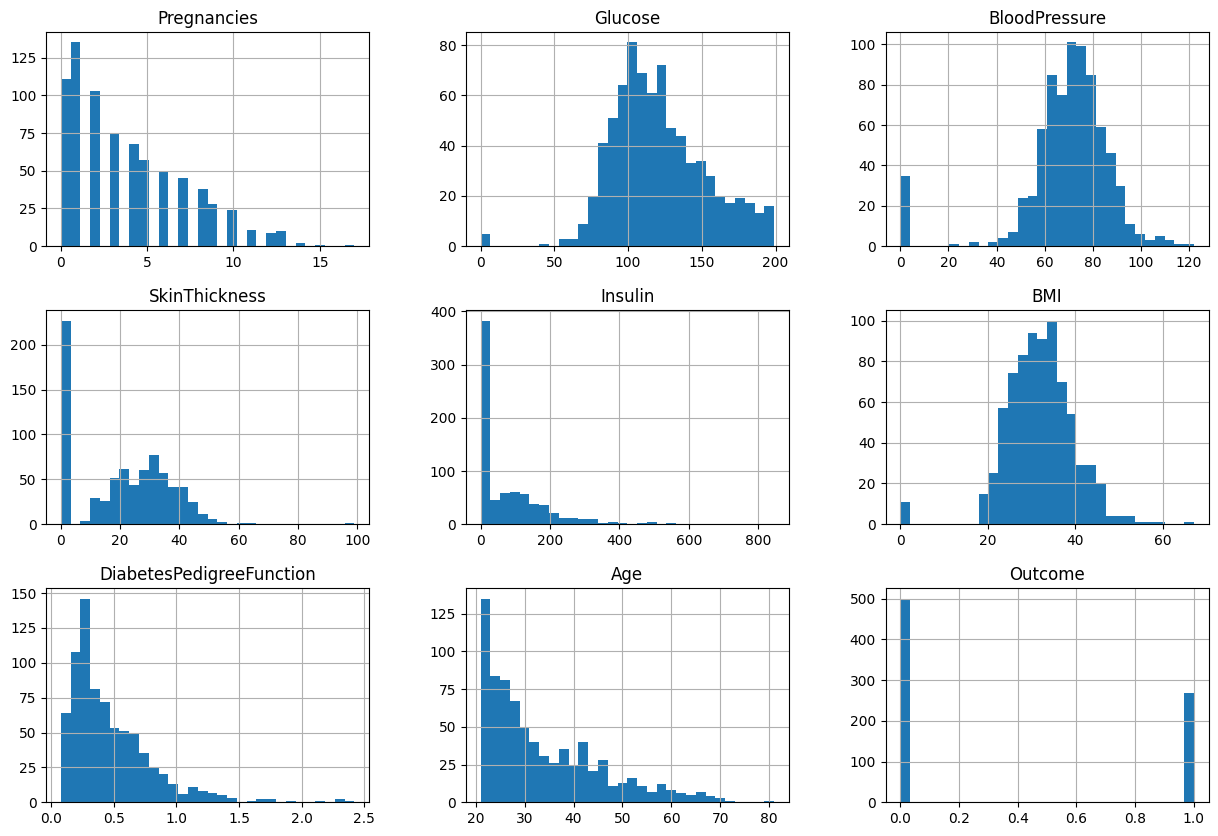 Pregnancies
125
100
75
50
25
0
0 5 10 15
Glucose
80
60
40
20
0
0 50 100 150 200
BloodPressure
100
80
60
40
20
0
0 20 40 60 80 100 120
SkinThickness
200
150
100
50
0
0 20 40 60 80 100
Insulin
400
300
200
100
0
0 200 400 600 800
BMI
100
80
60
40
20
0
0 20 40 60
DiabetesPedigreeFunction
150
125
100
75
50
25
0
0.0 0.5 1.0 1.5 2.0 2.5
Age
125
100
75
50
25
0
20 30 40 50 60 70 80
Outcome
500
400
300
200
100
0
0.0 0.2 0.4 0.6 0.8 1.0